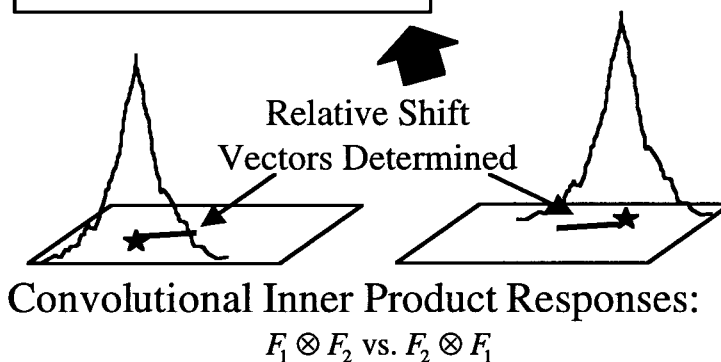 Relative Shift
Vectors Determined
Convolutional Inner Product Responses:
F₁ ⊗ F₂ vs. F₂ ⊗ F₁